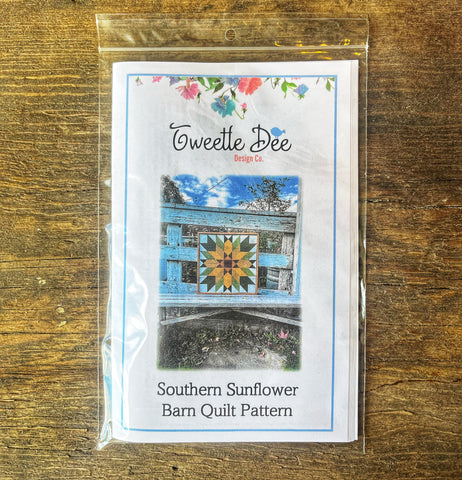 Tweetle Dee
Design Co.
Southern Sunflower
Barn Quilt Pattern